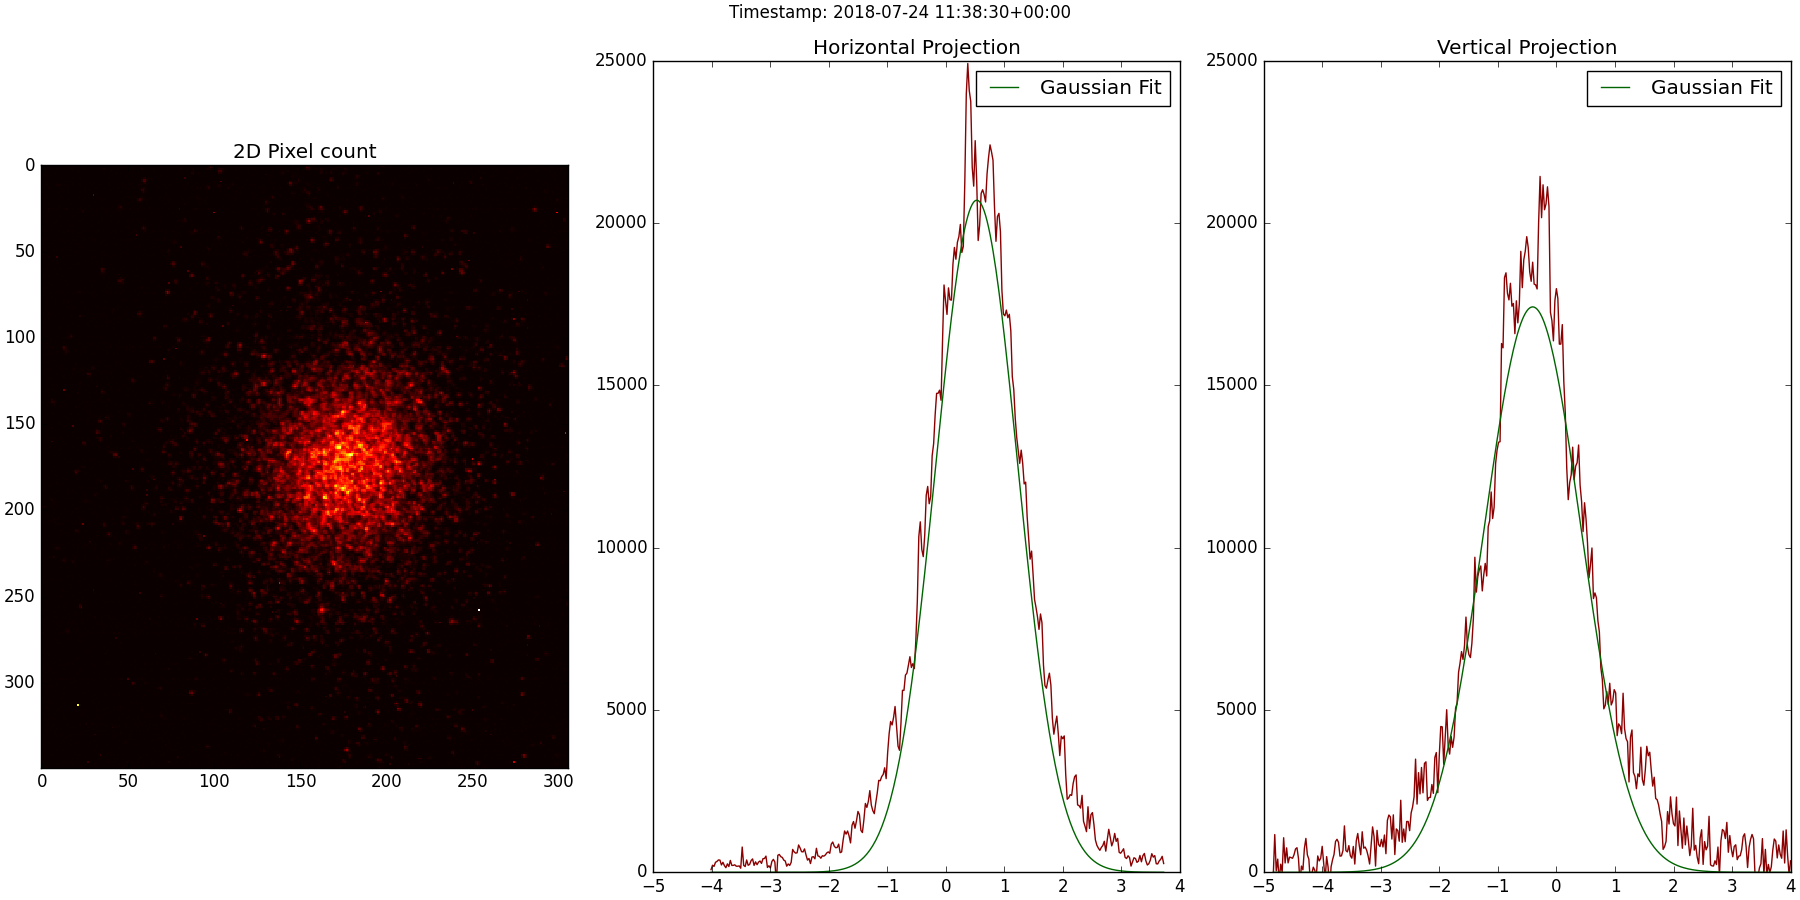 Timestamp: 2018-07-24 11:38:30+00:00
2D Pixel count
0
50
100
150
200
250
300
0 50 100 150 200 250 300
Horizontal Projection
Gaussian Fit
25000
20000
15000
10000
5000
0
−5 −4 −3 −2 −1 0 1 2 3 4
Vertical Projection
Gaussian Fit
25000
20000
15000
10000
5000
0
−5 −4 −3 −2 −1 0 1 2 3 4